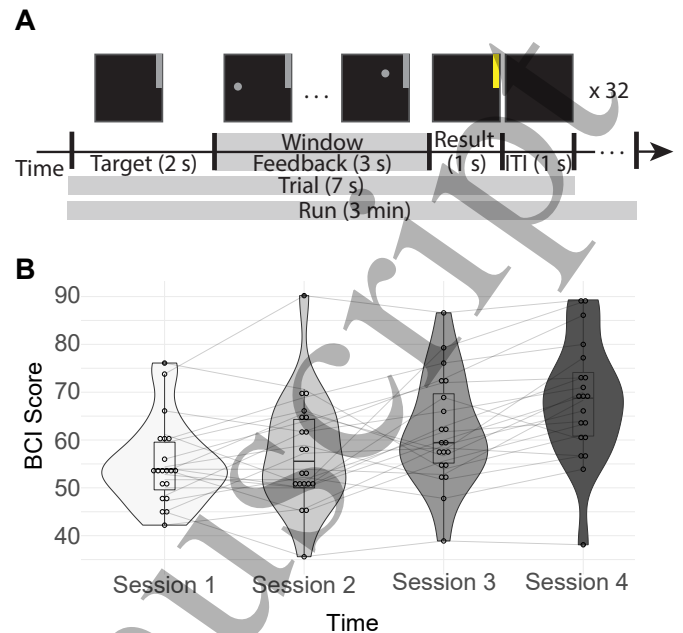 A
. . .
x 32
Window
Result
Time
Target (2 s)
Feedback (3 s)
(1 s)
ITI (1 s)
. . .
Trial (7 s)
Run (3 min)
B
90
80
70
60
50
40
BCI Score
Session 1
Session 2
Session 3
Session 4
Time
uscript